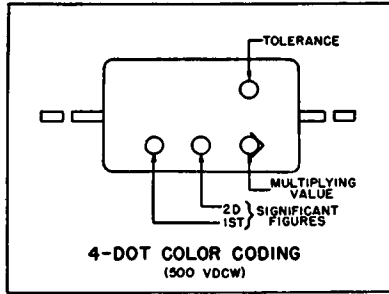 TOLERANCE
MULTIPLYING
VALUE
2D
1ST
SIGNIFICANT
FIGURES
4-DOT COLOR CODING
(500 VDCW)